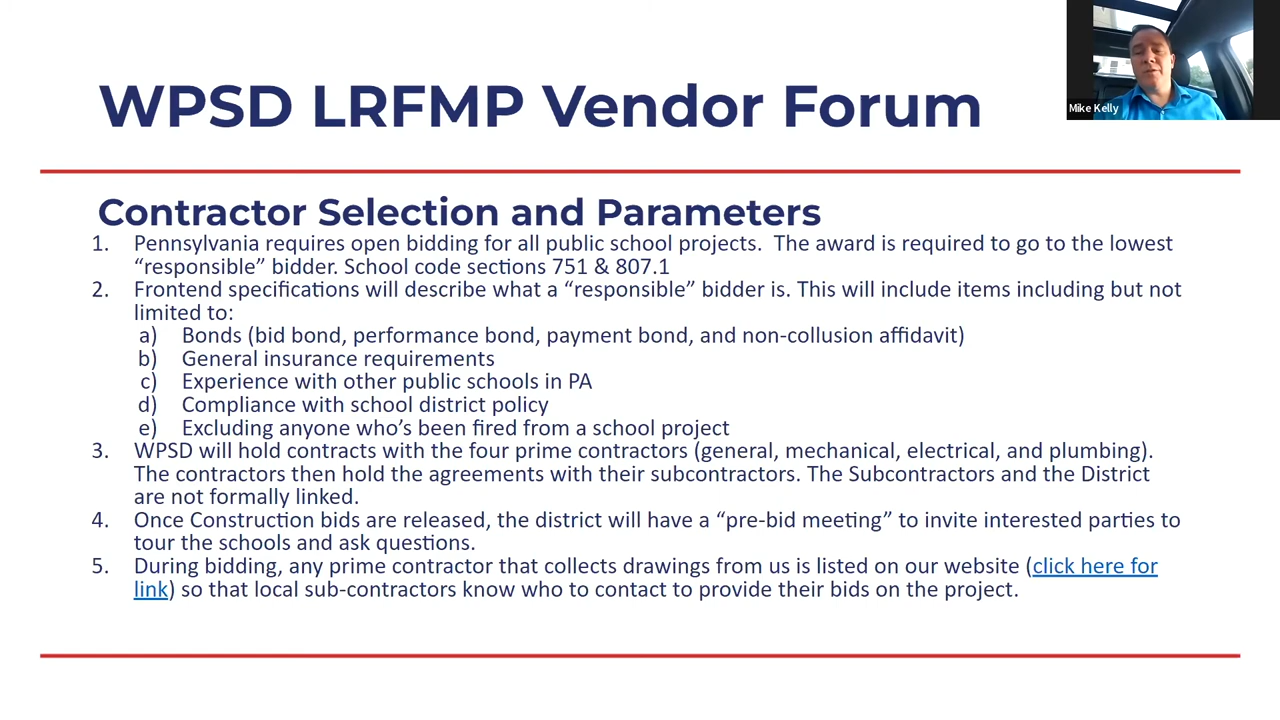 WPSD LRFMP Vendor Forum
Mike Kelly
Contractor Selection and Parameters
1. Pennsylvania requires open bidding for all public school projects.  The award is required to go to the lowest
“responsible” bidder. School code sections 751 & 807.1
2. Frontend specifications will describe what a “responsible” bidder is. This will include items including but not
limited to:
a) Bonds (bid bond, performance bond, payment bond, and non-collusion affidavit)
b) General insurance requirements
c) Experience with other public schools in PA
d) Compliance with school district policy
e) Excluding anyone who’s been fired from a school project
3. WPSD will hold contracts with the four prime contractors (general, mechanical, electrical, and plumbing).
The contractors then hold the agreements with their subcontractors. The Subcontractors and the District
are not formally linked.
4. Once Construction bids are released, the district will have a “pre-bid meeting” to invite interested parties to
tour the schools and ask questions.
5. During bidding, any prime contractor that collects drawings from us is listed on our website (click here for
link) so that local sub-contractors know who to contact to provide their bids on the project.